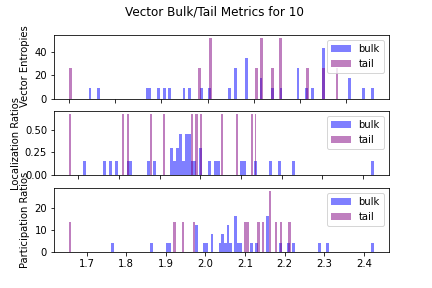 Vector Bulk/Tail Metrics for 10
Vector Entropies
40
20
0
bulk
tail
Localization Ratios
0.50
0.25
0.00
bulk
tail
Participation Ratios
20
10
0
bulk
tail
1.7 1.8 1.9 2.0 2.1 2.2 2.3 2.4